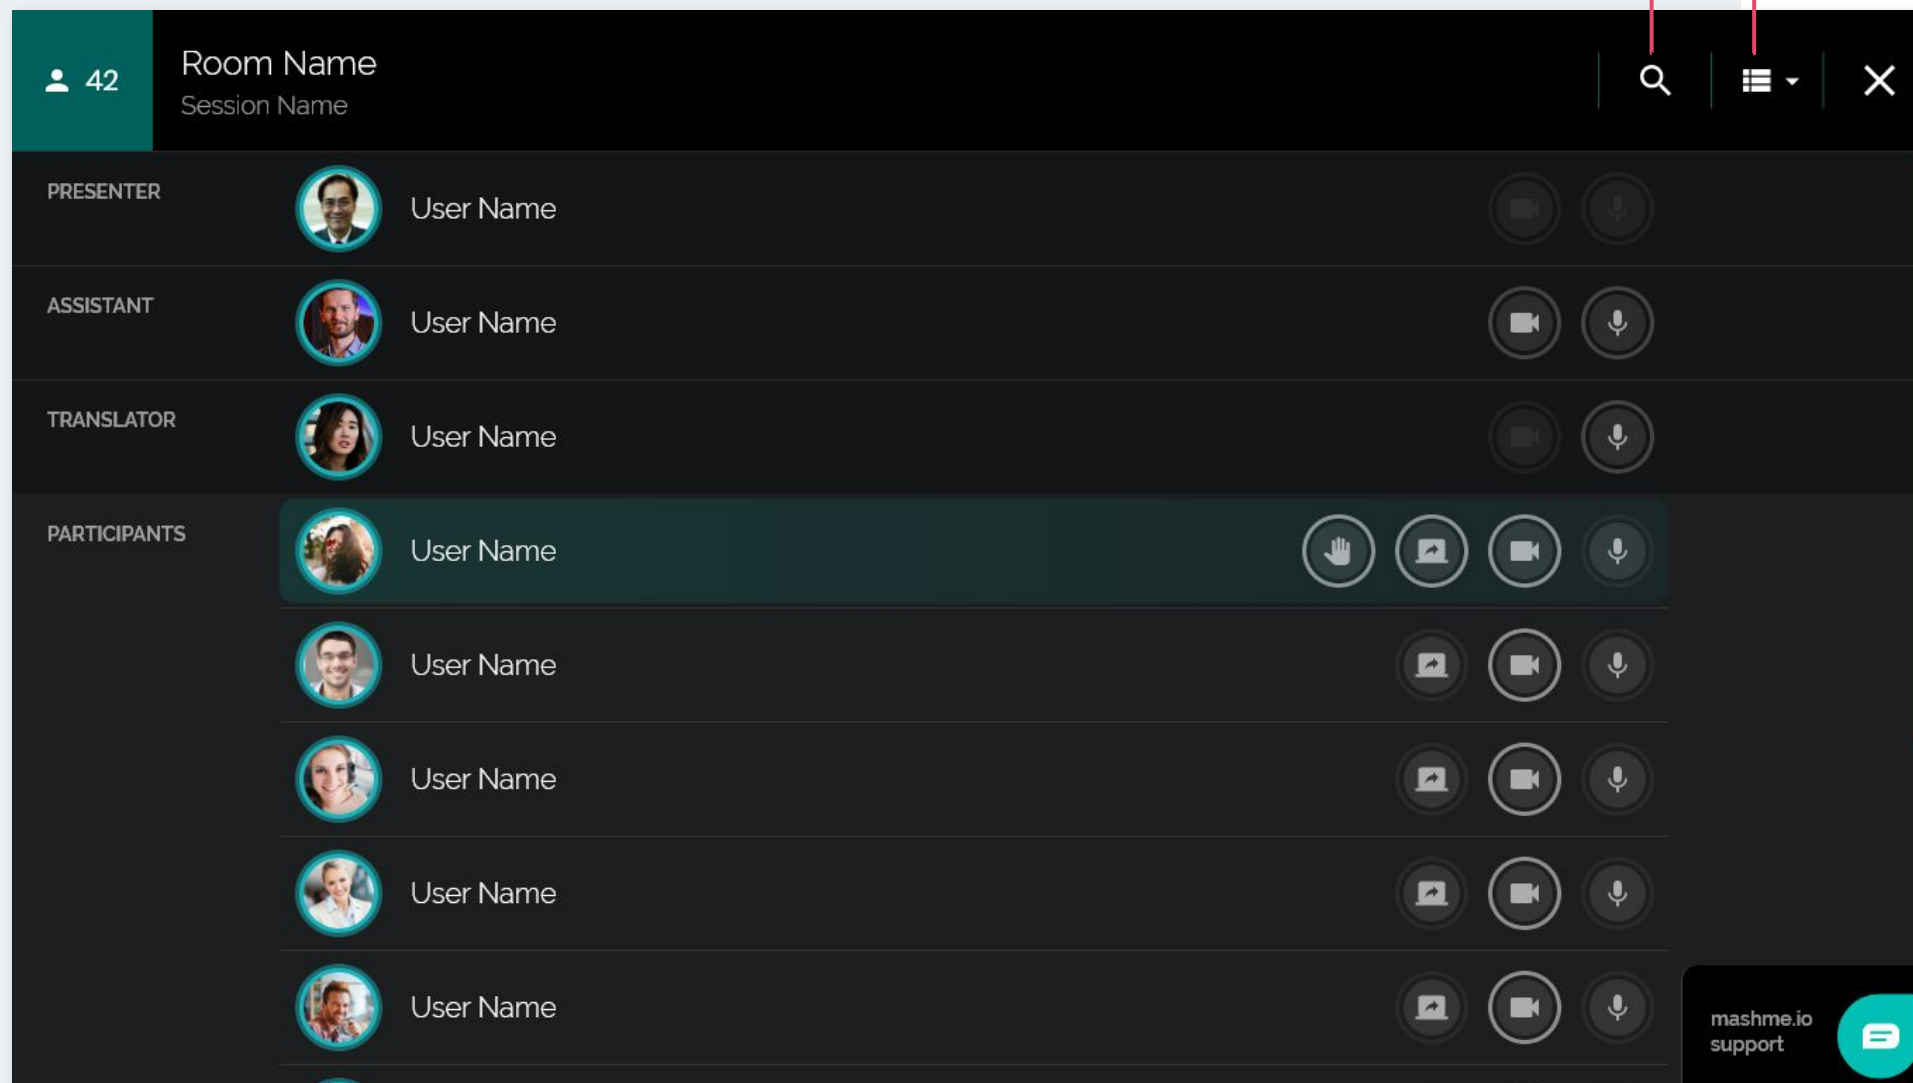 42
Room Name
Session Name
PRESENTER
User Name
ASSISTANT
User Name
TRANSLATOR
User Name
PARTICIPANTS
User Name
User Name
User Name
User Name
User Name
mashme.io
support